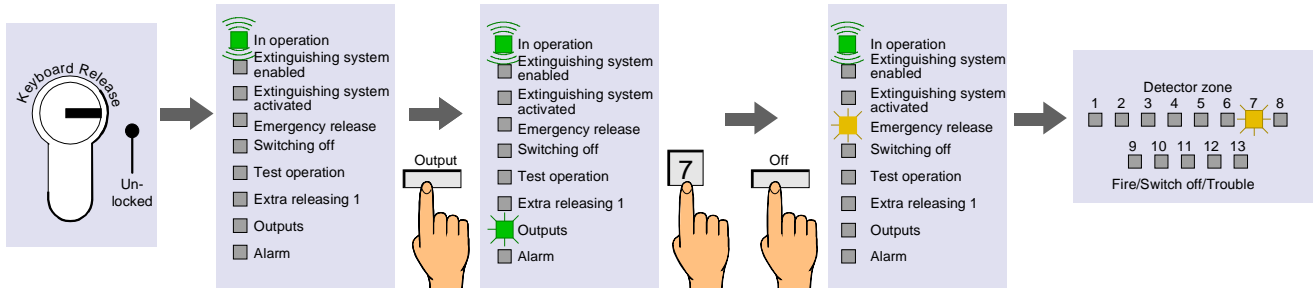 Keyboard Release
Un-
locked
In operation
Extinguishing system
enabled
Extinguishing system
activated
Emergency release
Switching off
Test operation
Extra releasing 1
Outputs
Alarm
Output
In operation
Extinguishing system
enabled
Extinguishing system
activated
Emergency release
Switching off
Test operation
Extra releasing 1
Outputs
Alarm
7
Off
In operation
Extinguishing system
enabled
Extinguishing system
activated
Emergency release
Switching off
Test operation
Extra releasing 1
Outputs
Alarm
Detector zone
1 2 3 4 5 6 7 8
9 10 11 12 13
Fire/Switch off/Trouble